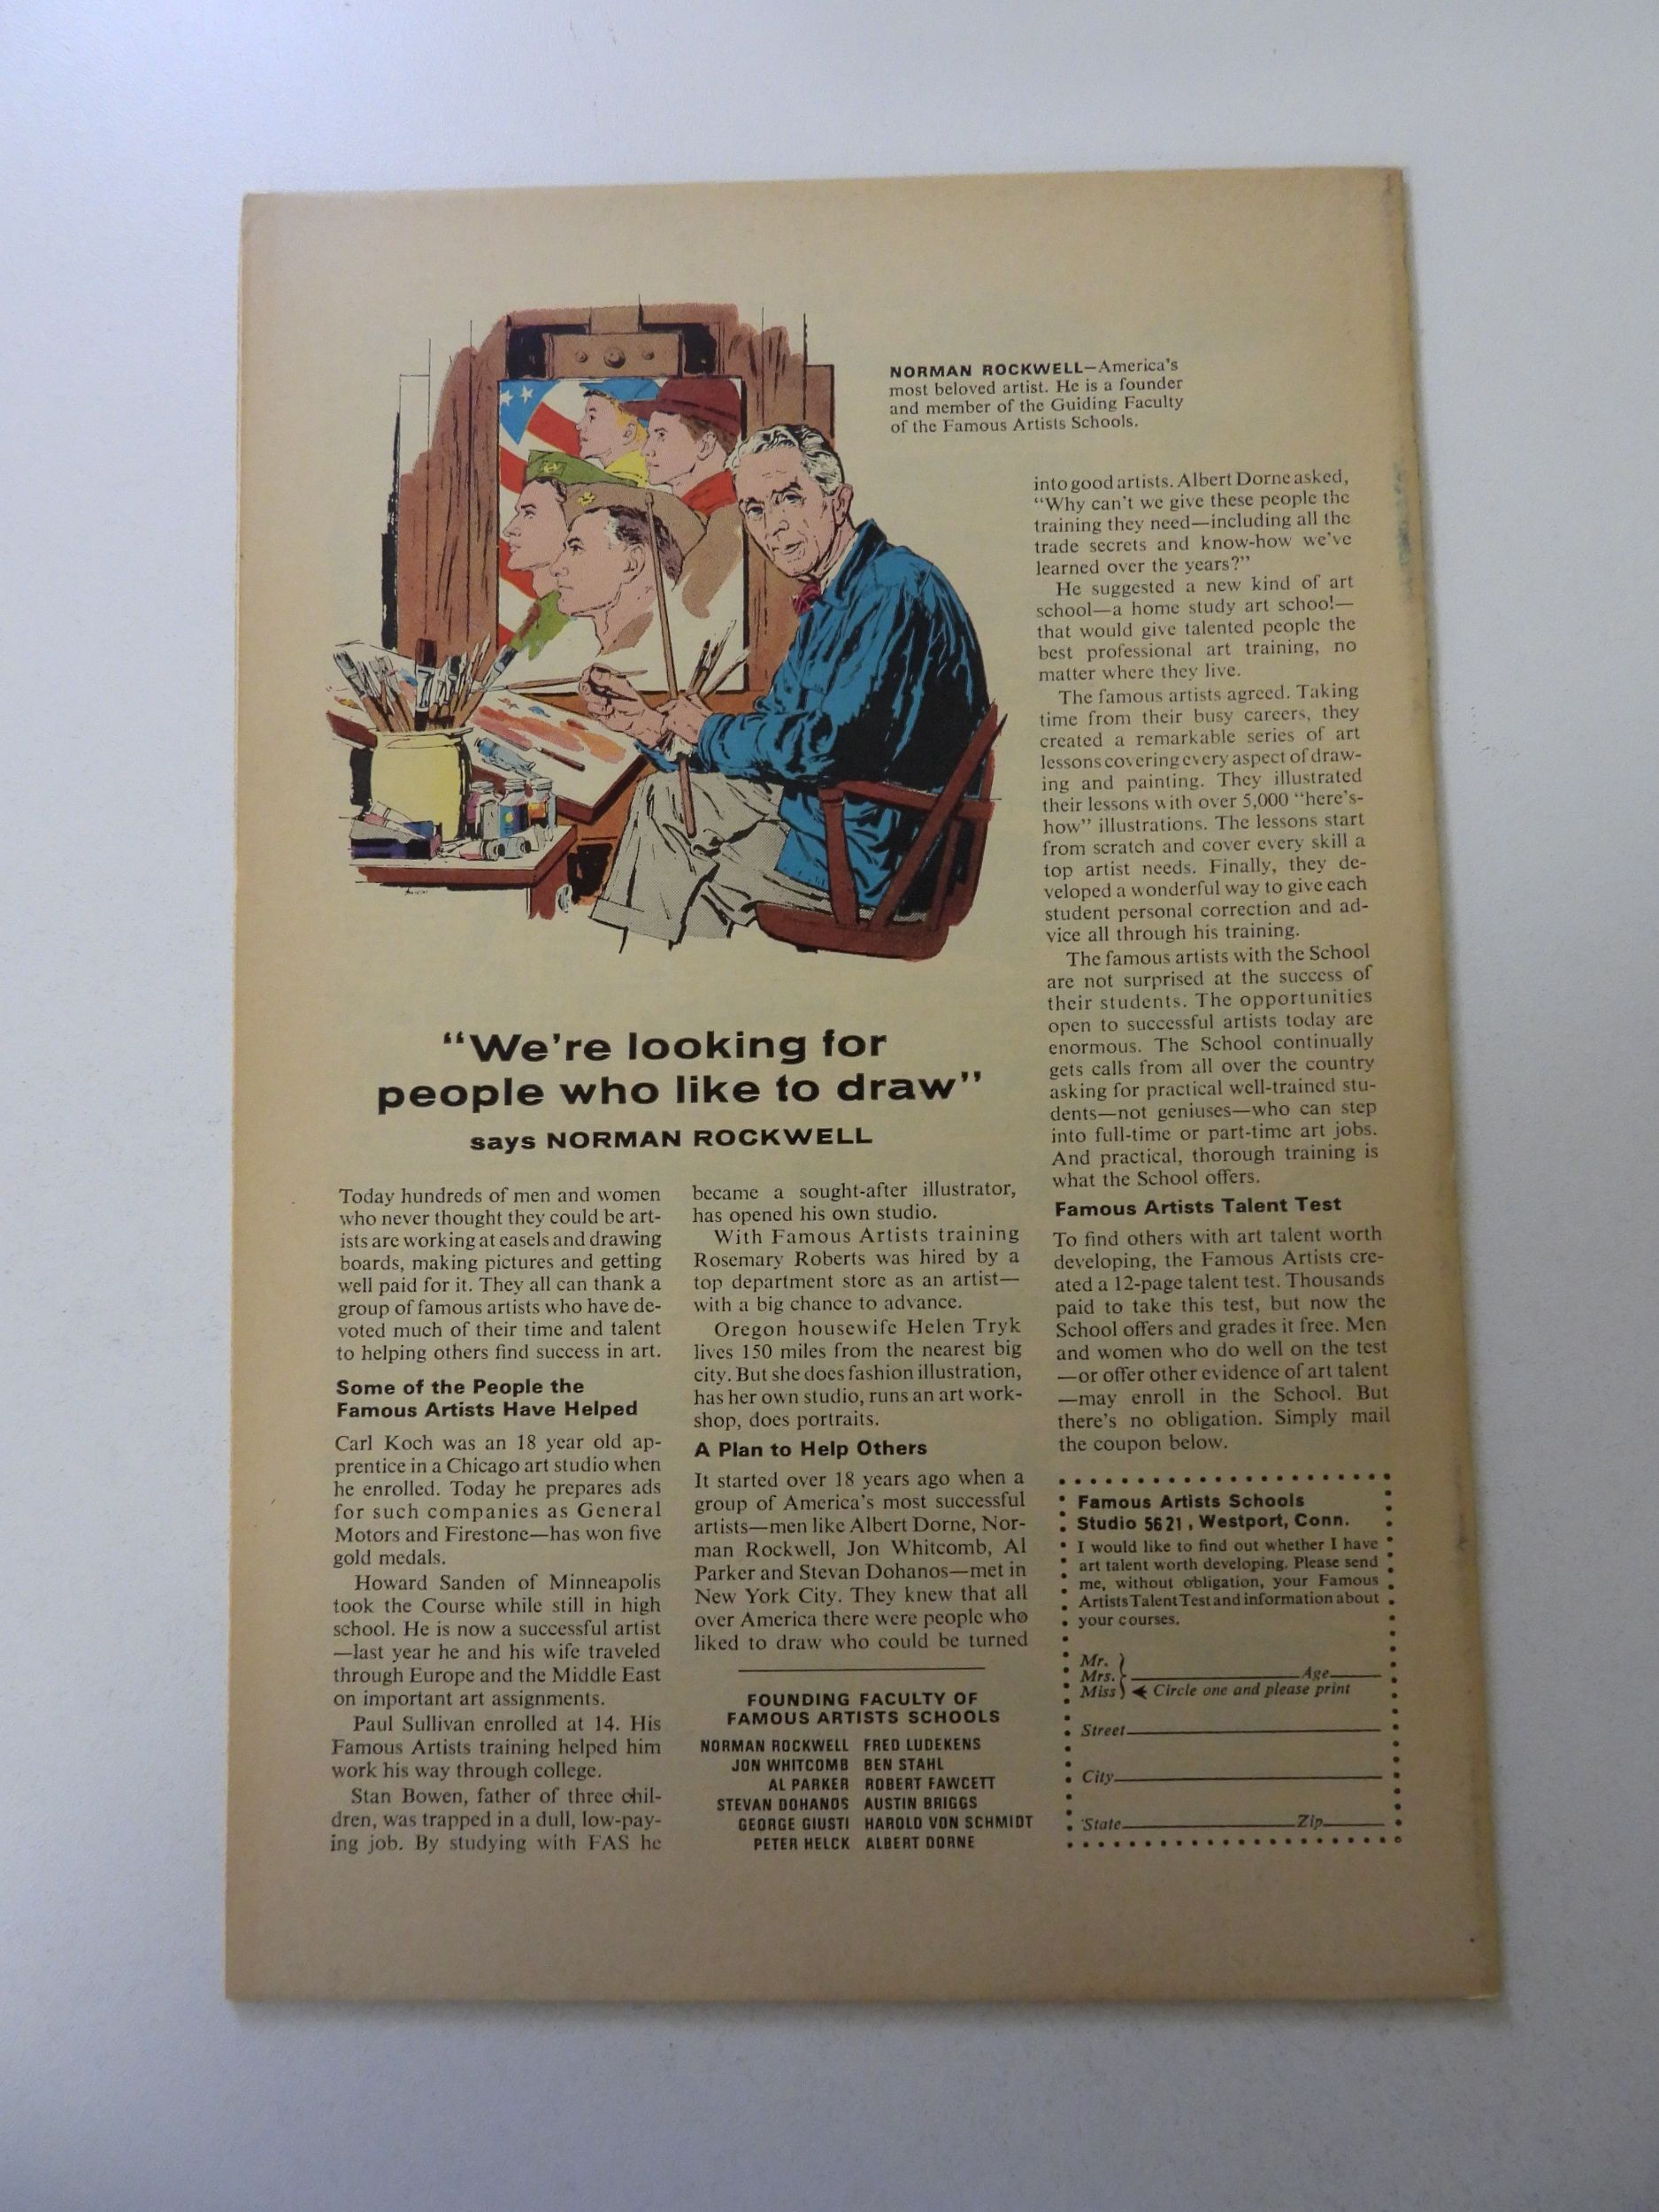 NORMAN ROCKWELL—America's
most beloved artist. He is a founder
and member of the Guiding Faculty
of the Famous Artists Schools.
"We're looking for
people who like to draw"
says NORMAN ROCKWELL
Today hundreds of men and women
who never thought they could be art-
ists are working at easels and drawing
boards, making pictures and getting
well paid for it. They all can thank a
group of famous artists who have de-
voted much of their time and talent
to helping others find success in art.
Some of the People the
Famous Artists Have Helped
Carl Koch was an 18 year old ap-
prentice in a Chicago art studio when
he enrolled. Today he prepares ads
for such companies as General
Motors and Firestone—has won five
gold medals.
Howard Sanden of Minneapolis
took the Course while still in high
school. He is now a successful artist
—last year he and his wife traveled
through Europe and the Middle East
on important art assignments.
Paul Sullivan enrolled at 14. His
Famous Artists training helped him
work his way through college.
Stan Bowen, father of three chil-
dren, was trapped in a dull, low-pay-
ing job. By studying with FAS he
became a sought-after illustrator,
has opened his own studio.
With Famous Artists training
Rosemary Roberts was hired by a
top department store as an artist—
with a big chance to advance.
Oregon housewife Helen Tryk
lives 150 miles from the nearest big
city. But she does fashion illustration,
has her own studio, runs an art work-
shop, does portraits.
A Plan to Help Others
It started over 18 years ago when a
group of America's most successful
artists—men like Albert Dorne, Nor-
man Rockwell, Jon Whitcomb, Al
Parker and Stevan Dohanos—met in
New York City. They knew that all
over America there were people who
liked to draw who could be turned
FOUNDING FACULTY OF
FAMOUS ARTISTS SCHOOLS
NORMAN ROCKWELL FRED LUDEKENS
JON WHITCOMB BEN STAHL
AL PARKER ROBERT FAWCETT
STEVAN DOHANOS AUSTIN BRIGGS
GEORGE GIUSTI HAROLD VON SCHMIDT
PETER HELCK ALBERT DORNE
into good artists. Albert Dorne asked,
"Why can't we give these people the
training they need—including all the
trade secrets and know-how we've
learned over the years?"
He suggested a new kind of art
school—a home study art school—
that would give talented people the
best professional art training, no
matter where they live.
The famous artists agreed. Taking
time from their busy careers, they
created a remarkable series of art
lessons covering every aspect of draw-
ing and painting. They illustrated
their lessons with over 5,000 "here's-
how" illustrations. The lessons start
from scratch and cover every skill a
top artist needs. Finally, they de-
veloped a wonderful way to give each
student personal correction and ad-
vice all through his training.
The famous artists with the School
are not surprised at the success of
their students. The opportunities
open to successful artists today are
enormous. The School continually
gets calls from all over the country
asking for practical well-trained stu-
dents—not geniuses—who can step
into full-time or part-time art jobs.
And practical, thorough training is
what the School offers.
Famous Artists Talent Test
To find others with art talent worth
developing, the Famous Artists cre-
ated a 12-page talent test. Thousands
paid to take this test, but now the
School offers and grades it free. Men
and women who do well on the test
—or offer other evidence of art talent
—may enroll in the School. But
there's no obligation. Simply mail
the coupon below.
Famous Artists Schools
Studio 5621, Westport, Conn.
I would like to find out whether I have
art talent worth developing. Please send
me, without obligation, your Famous
Artists Talent Test and information about
your courses.
Mr.
Mrs. Age
Miss Circle one and please print
Street
City
State Zip